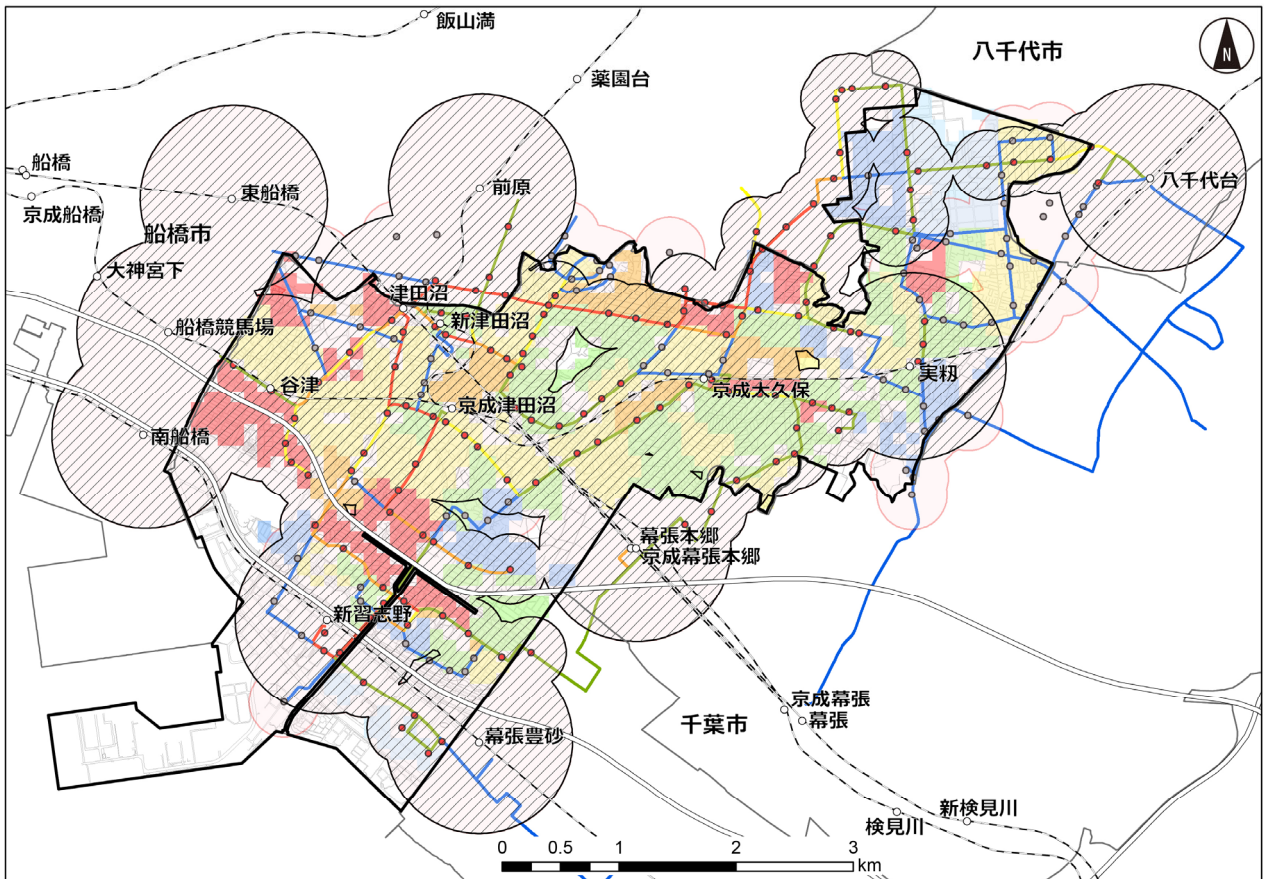 飯山満
八千代市
N
薬園台
船橋
東船橋
前原
八千代台
京成船橋
船橋市
大神宮下
津田沼
新津田沼
船橋競馬場
谷津
京成津田沼
京成大久保
実籾
南船橋
幕張本郷
京成幕張本郷
新習志野
京成幕張
幕張
千葉市
幕張豊砂
新検見川
検見川
0 0.5 1 2 3
km